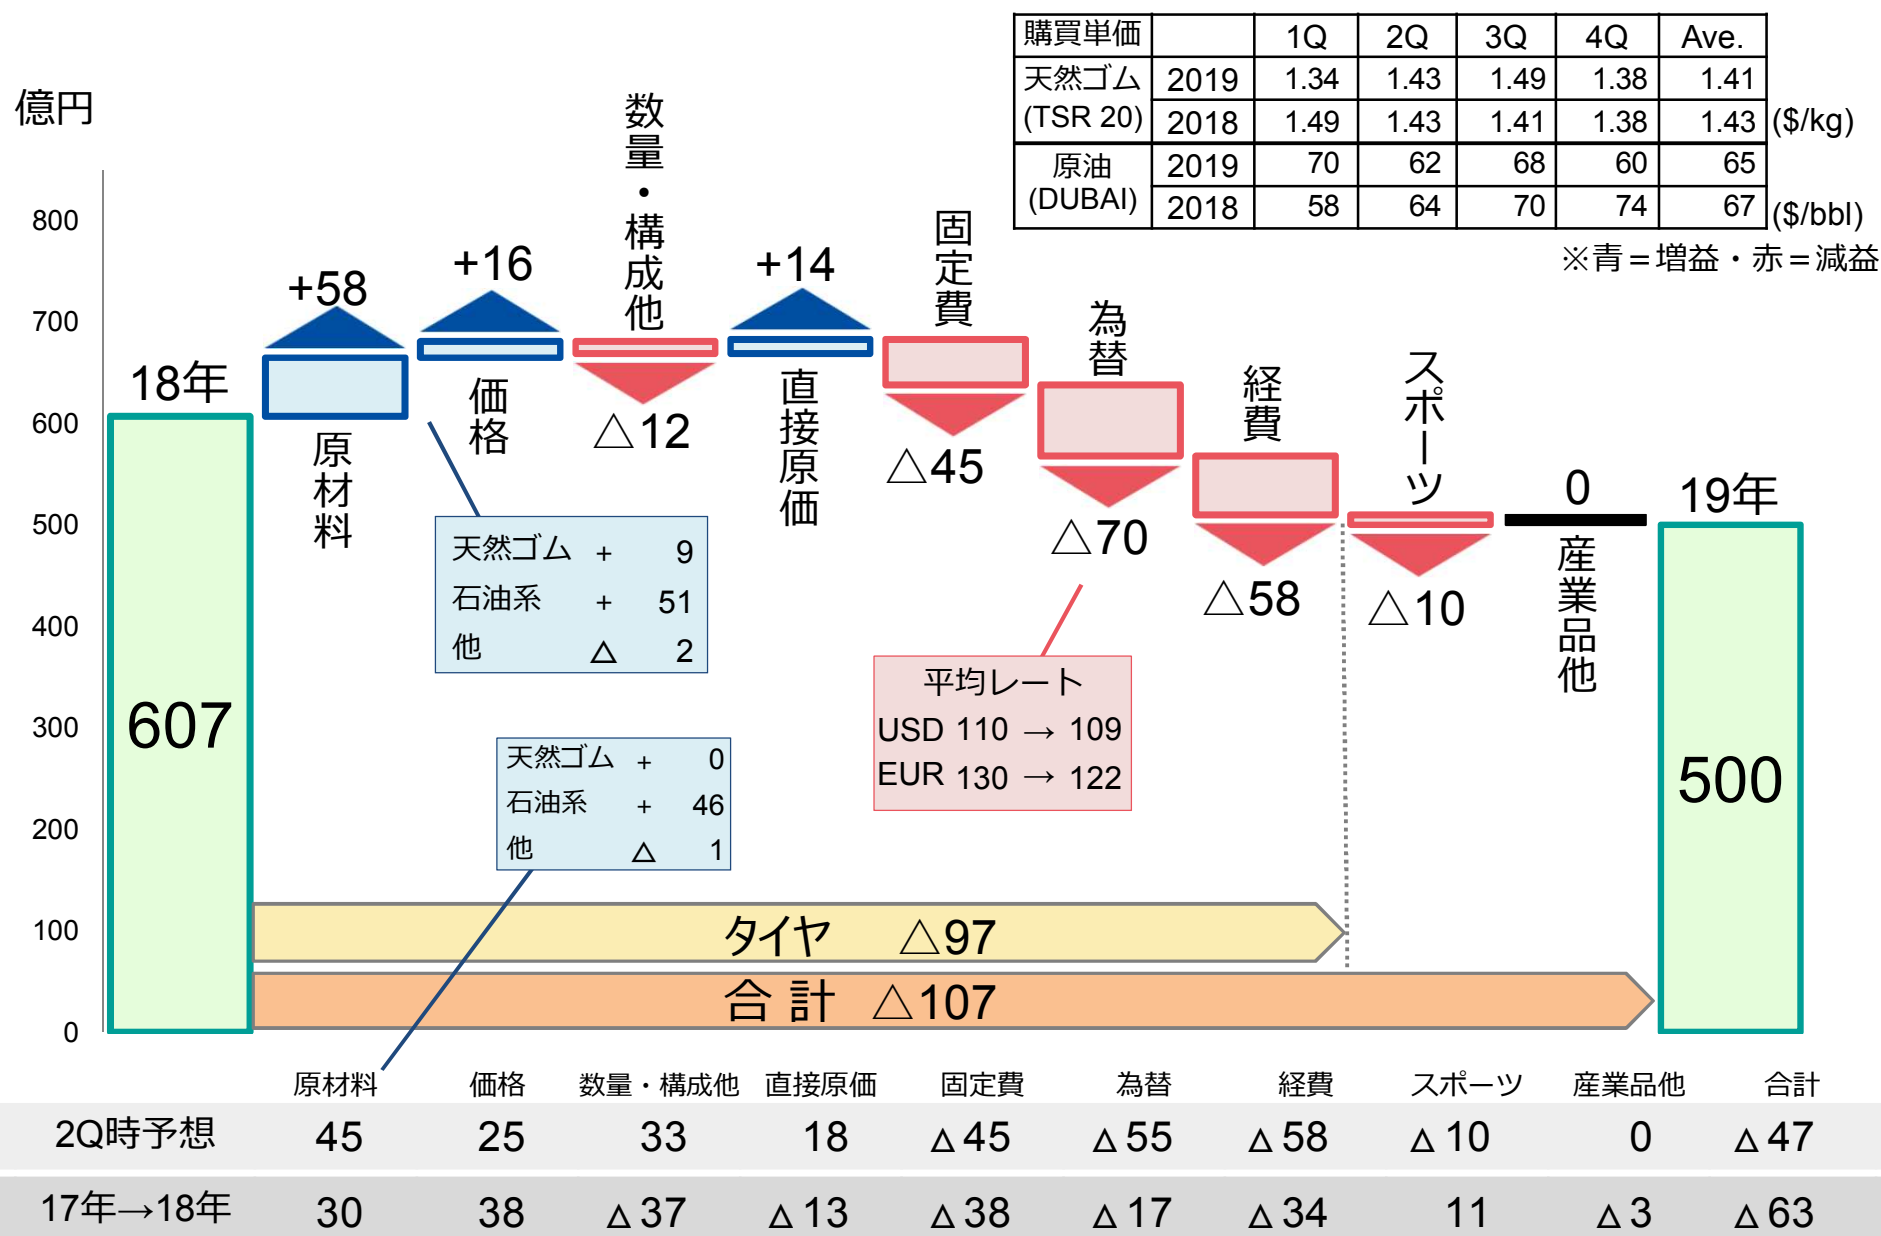 購買単価 1Q 2Q 3Q 4Q Ave.
天然ゴム (TSR 20) 2019 1.34 1.43 1.49 1.38 1.41
2018 1.49 1.43 1.41 1.38 1.43 ($/kg)
原油 (DUBAI) 2019 70 62 68 60 65
2018 58 64 70 74 67 ($/bbl)
※青＝増益・赤＝減益
億円
800
700
600
500
400
300
200
100
0
18年
607
+58
原材料
+16
価格
数量・構成他
△12
+14
直接原価
固定費
△45
為替
△70
経費
△58
スポーツ
△10
0
産業品他
19年
500
天然ゴム + 9
石油系 + 51
他 △ 2
平均レート
USD 110 → 109
EUR 130 → 122
天然ゴム + 0
石油系 + 46
他 △ 1
タイヤ △97
合計 △107
原材料 価格 数量・構成他 直接原価 固定費 為替 経費 スポーツ 産業品他 合計
2Q時予想 45 25 33 18 △45 △55 △58 △10 0 △47
17年→18年 30 38 △37 △13 △38 △17 △34 11 △3 △63